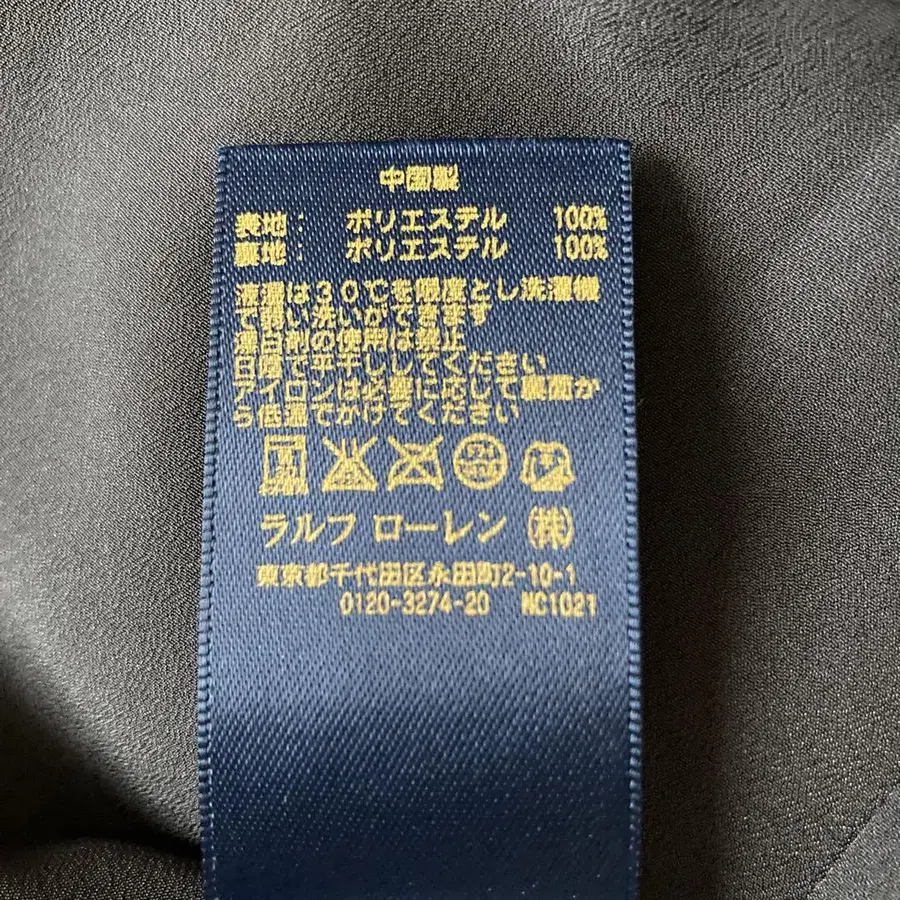 中国製
表地: ポリエステル 100%
裏地: ポリエステル 100%
液温は30℃を限度とし洗濯機
で弱い洗いができます
漂白剤の使用は禁止
日陰で平干ししてください
アイロンは必要に応じて裏面か
ら低温でかけてください
ラルフ ローレン (株)
東京都千代田区永田町2-10-1
0120-3274-20 NC1021